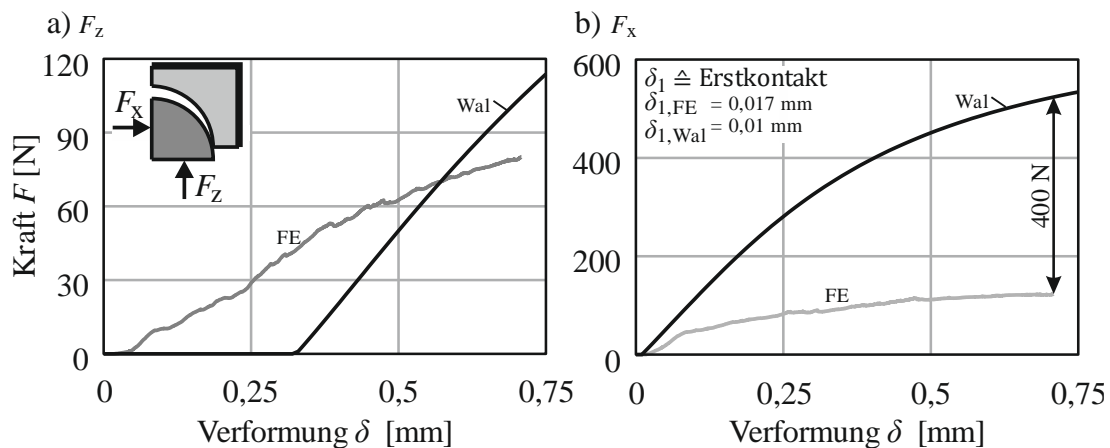 a) Fz
Kraft F [N]
120
90
60
30
0
0
0,25
0,5
0,75
Verformung δ [mm]
Fx
Fz
FE
Wal
b) Fx
600
400
200
0
0
0,25
0,5
0,75
Verformung δ [mm]
δ1 ≙ Erstkontakt
δ1,FE = 0,017 mm
δ1,Wal = 0,01 mm
Wal
FE
400 N